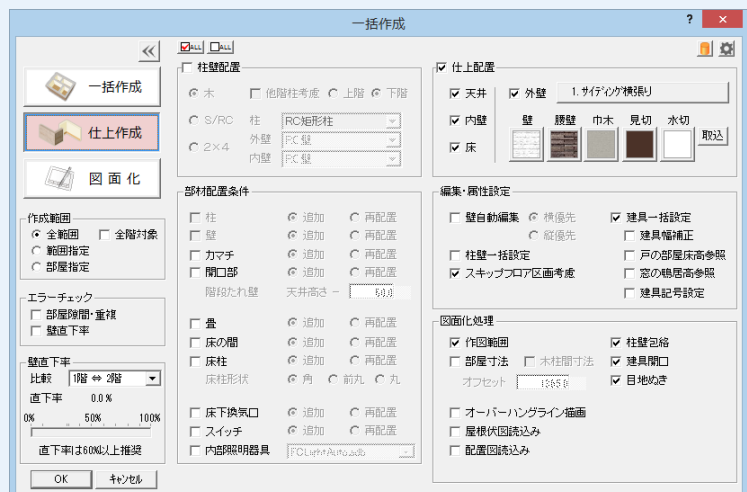 一括作成
?
×
«
一括作成
仕上作成
図面化
作成範囲
全範囲 全階対象
範囲指定
部屋指定
エラーチェック
部屋隙間・重複
壁直下率
壁直下率
比較 1階 ⇔ 2階
直下率 0.0 %
0% 50% 100%
直下率は60%以上推奨
OK キャンセル
ALL ALL
柱壁配置
木 他階柱考慮 上階 下階
S/RC 柱 RC矩形柱
2×4 外壁 RC壁
内壁 RC壁
部材配置条件
柱 追加 再配置
壁 追加 再配置
カマチ 追加 再配置
開口部 追加 再配置
階段たれ壁 天井高さ - 50.0
畳 追加 再配置
床の間 追加 再配置
床柱 追加 再配置
床柱形状 角 前丸 丸
床下換気口 追加 再配置
スイッチ 追加 再配置
内部照明器具 FCLightAuto.adb
仕上配置
天井 外壁 1. サイディング横張り
内壁 壁 腰壁 巾木 見切 水切
床 取込
編集・属性設定
壁自動編集 横優先 建具一括設定
縦優先 建具幅補正
柱壁一括設定 戸の部屋床高参照
スキップフロア区画考慮 窓の鴨居高参照
建具記号設定
図面化処理
作図範囲 柱壁包絡
部屋寸法 木柱間寸法 建具開口
オフセット 1365.0 目地ぬき
オーバーハングライン描画
屋根伏図読込み
配置図読込み